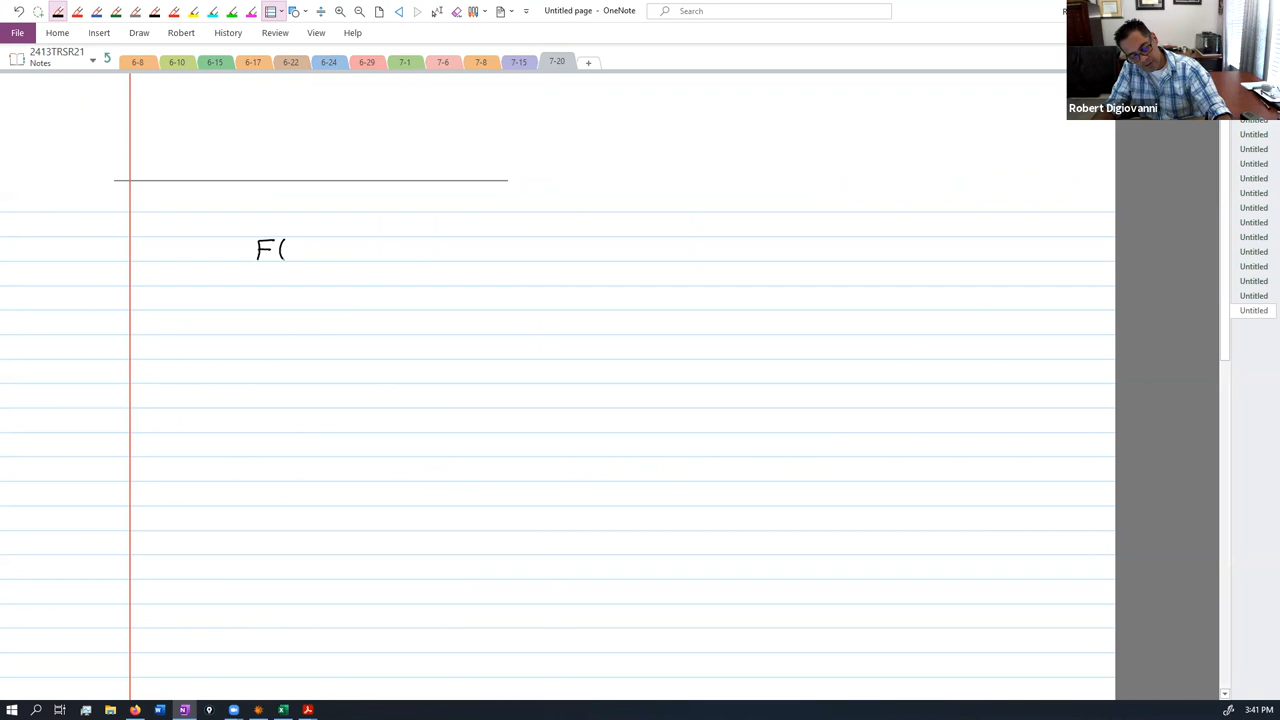 Untitled page - OneNote
Search
File
Home
Insert
Draw
Robert
History
Review
View
Help
2413TRSR21
Notes
6-8
6-10
6-15
6-17
6-22
6-24
6-29
7-1
7-6
7-8
7-15
7-20
Robert Digiovanni
Untitled
Untitled
Untitled
Untitled
Untitled
Untitled
Untitled
Untitled
Untitled
Untitled
Untitled
Untitled
Untitled
Untitled
F(
3:41 PM